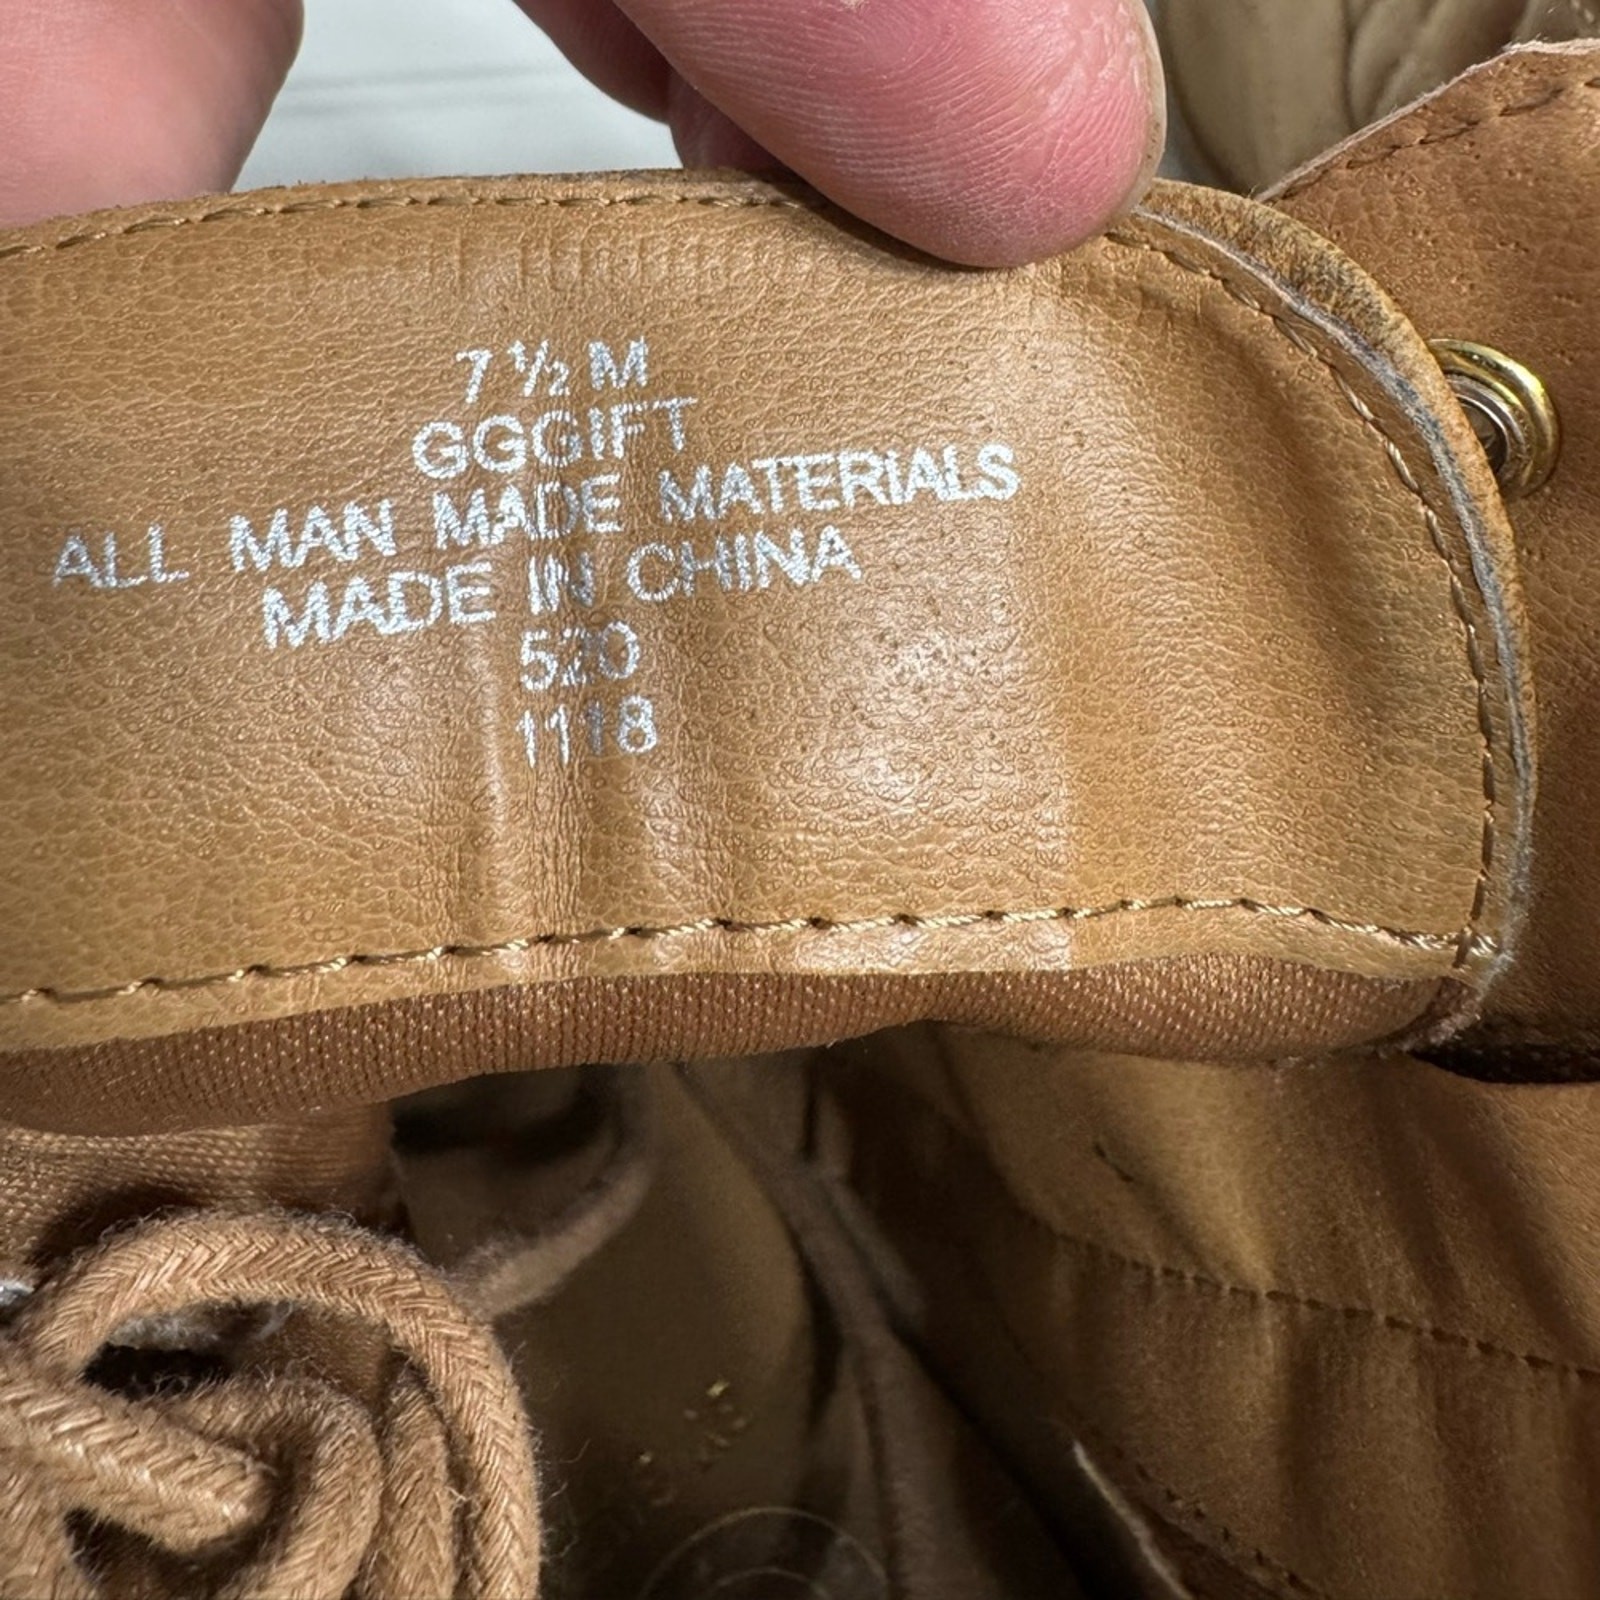 7 ½ M
GGGIFT
ALL MAN MADE MATERIALS
MADE IN CHINA
520
1118